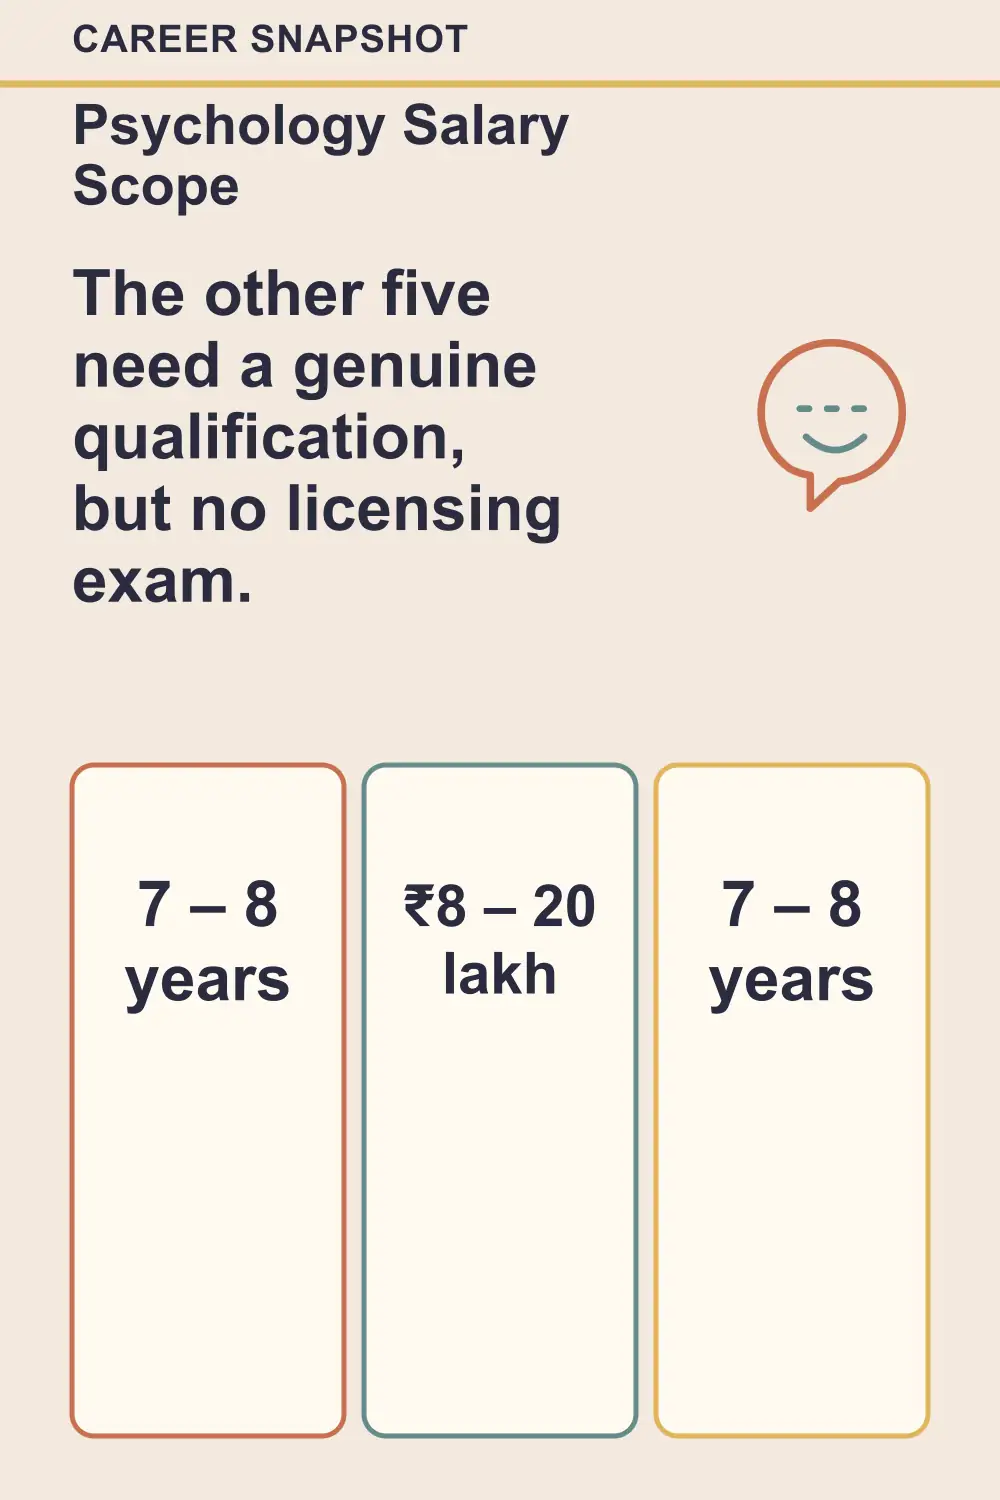 CAREER SNAPSHOT
Psychology Salary
Scope
The other five
need a genuine
qualification,
but no licensing
exam.
7 – 8
years
₹8 – 20
lakh
7 – 8
years